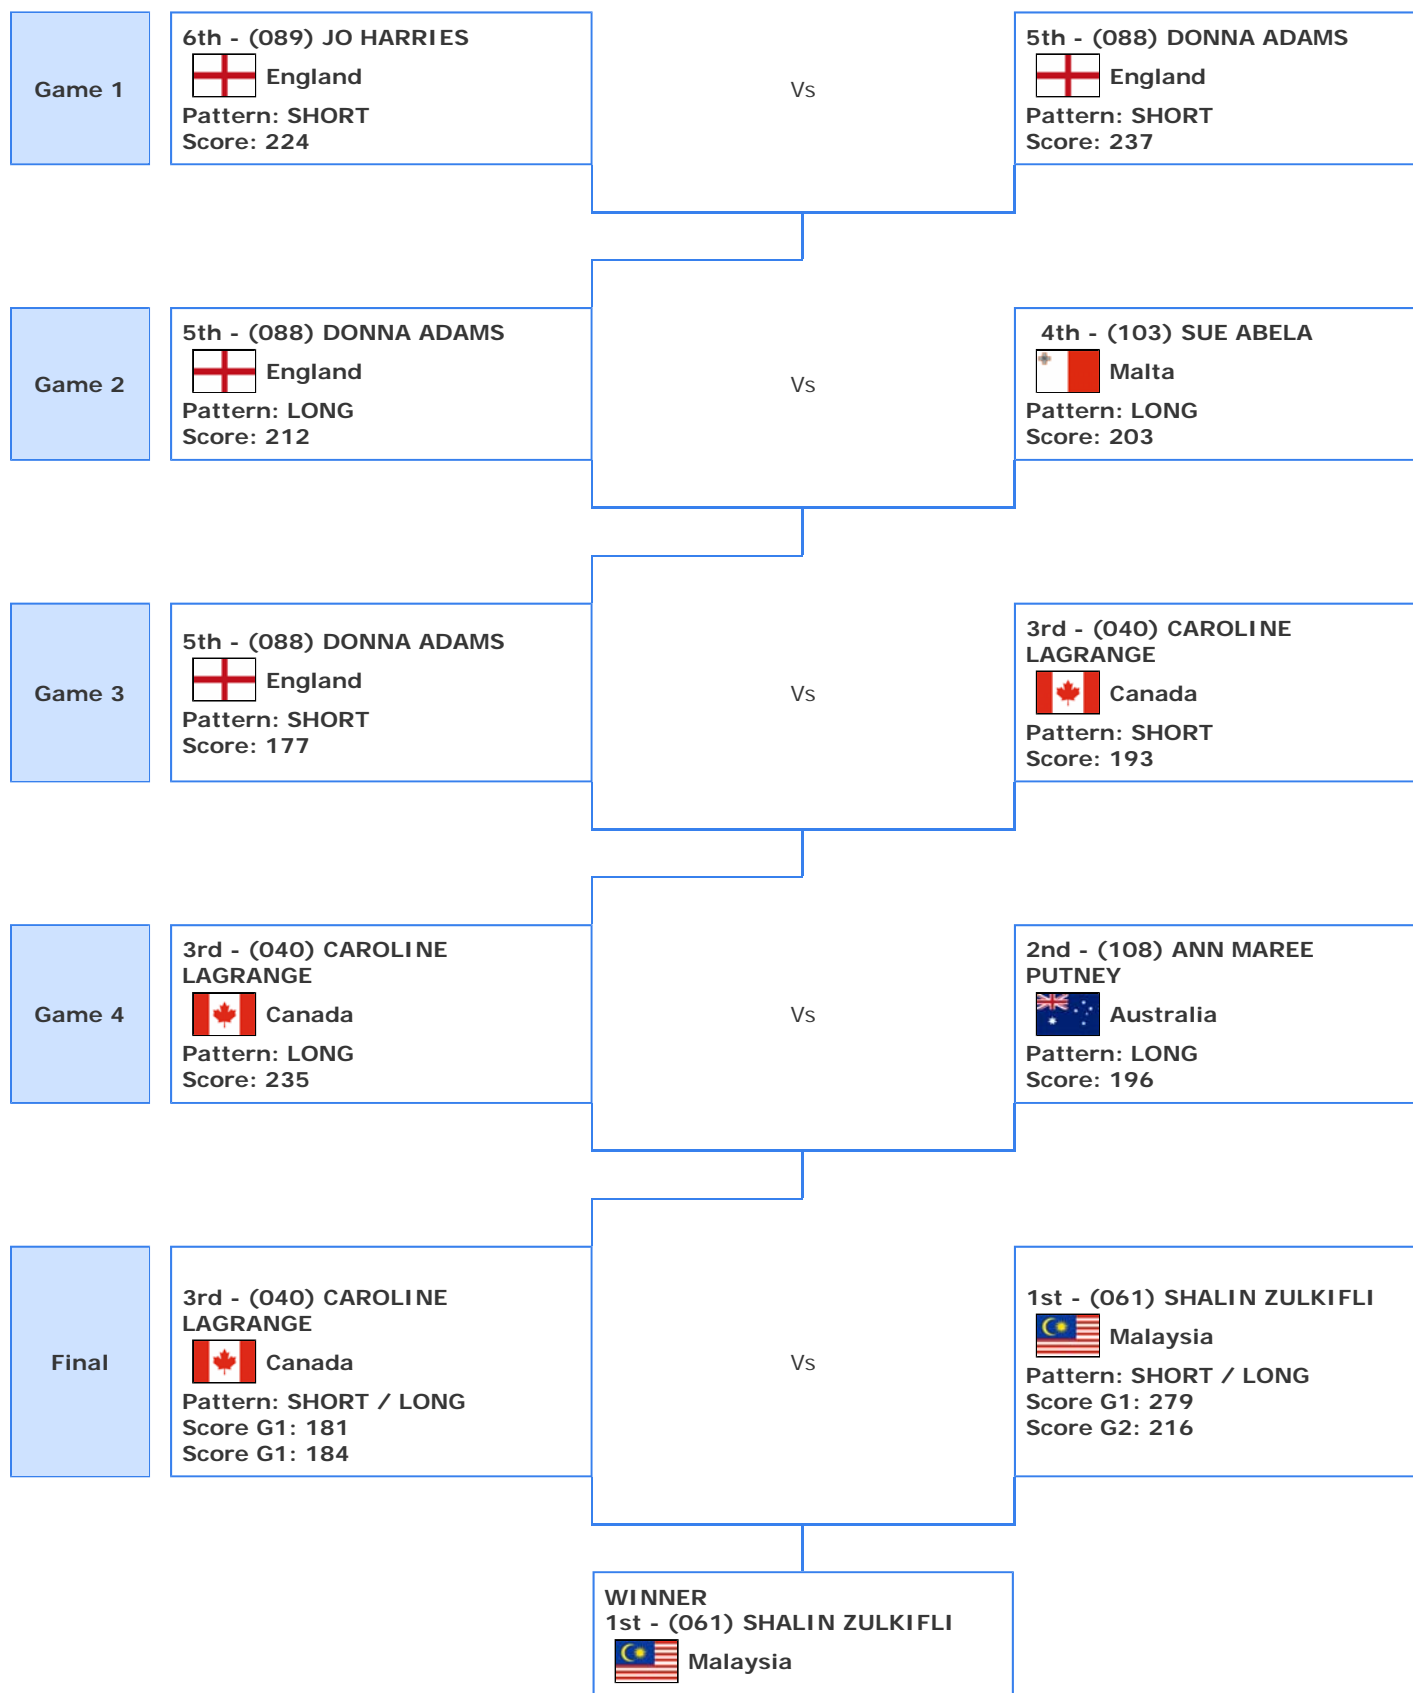 Game 1
6th - (089) JO HARRIES
England
Pattern: SHORT
Score: 224
Vs
5th - (088) DONNA ADAMS
England
Pattern: SHORT
Score: 237
Game 2
5th - (088) DONNA ADAMS
England
Pattern: LONG
Score: 212
Vs
4th - (103) SUE ABELA
Malta
Pattern: LONG
Score: 203
Game 3
5th - (088) DONNA ADAMS
England
Pattern: SHORT
Score: 177
Vs
3rd - (040) CAROLINE
LAGRANGE
Canada
Pattern: SHORT
Score: 193
Game 4
3rd - (040) CAROLINE
LAGRANGE
Canada
Pattern: LONG
Score: 235
Vs
2nd - (108) ANN MAREE
PUTNEY
Australia
Pattern: LONG
Score: 196
Final
3rd - (040) CAROLINE
LAGRANGE
Canada
Pattern: SHORT / LONG
Score G1: 181
Score G1: 184
Vs
1st - (061) SHALIN ZULKIFLI
Malaysia
Pattern: SHORT / LONG
Score G1: 279
Score G2: 216
WINNER
1st - (061) SHALIN ZULKIFLI
Malaysia